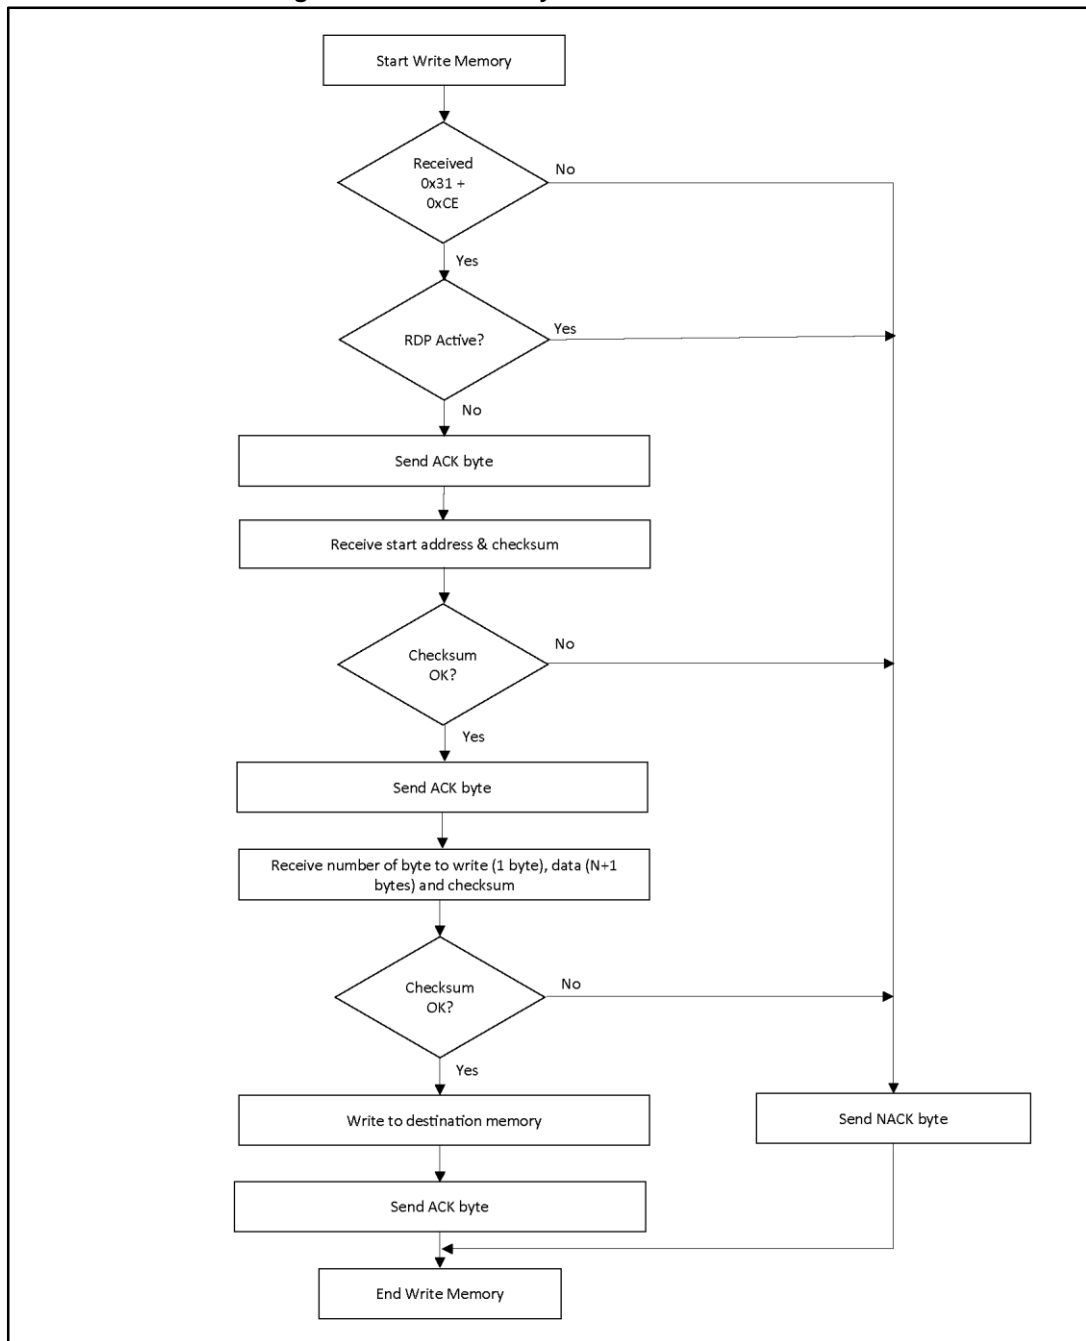 Start Write Memory
Received
0x31 +
0xCE
No
Yes
RDP Active?
Yes
No
Send ACK byte
Receive start address & checksum
Checksum
OK?
No
Yes
Send ACK byte
Receive number of byte to write (1 byte), data (N+1
bytes) and checksum
Checksum
OK?
No
Yes
Write to destination memory
Send NACK byte
Send ACK byte
End Write Memory